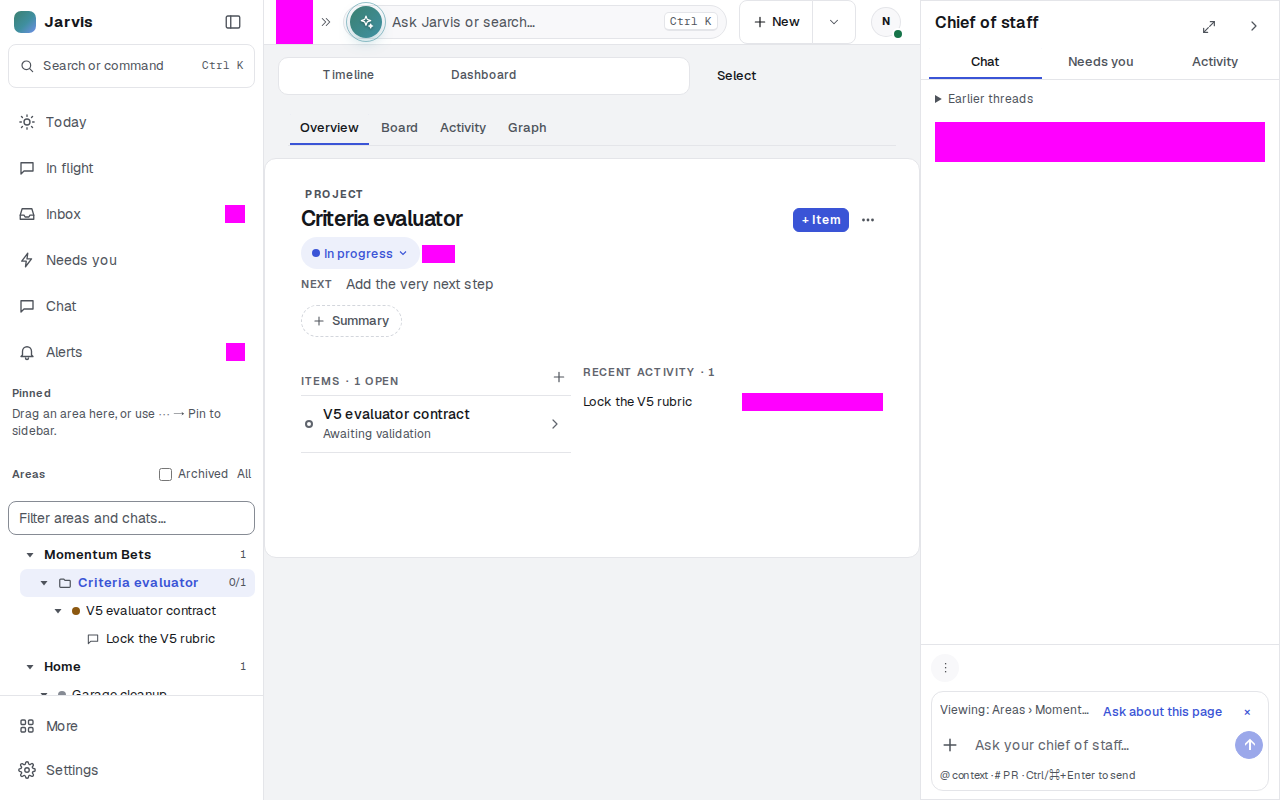 Jarvis
Search or command Ctrl K
Today
In flight
Inbox
Needs you
Chat
Alerts
Pinned
Drag an area here, or use ··· → Pin to
sidebar.
Areas Archived All
Filter areas and chats…
Momentum Bets 1
Criteria evaluator 0/1
V5 evaluator contract
Lock the V5 rubric
Home 1
Garage cleanup
More
Settings
Ask Jarvis or search… Ctrl K
+ New
N
Timeline Dashboard Select
Overview Board Activity Graph
PROJECT
Criteria evaluator
+ Item
In progress
NEXT Add the very next step
+ Summary
ITEMS · 1 OPEN
V5 evaluator contract
Awaiting validation
RECENT ACTIVITY · 1
Lock the V5 rubric
Chief of staff
Chat Needs you Activity
Earlier threads
Viewing: Areas › Moment… Ask about this page ×
Ask your chief of staff…
@ context · # PR · Ctrl/⌘+Enter to send